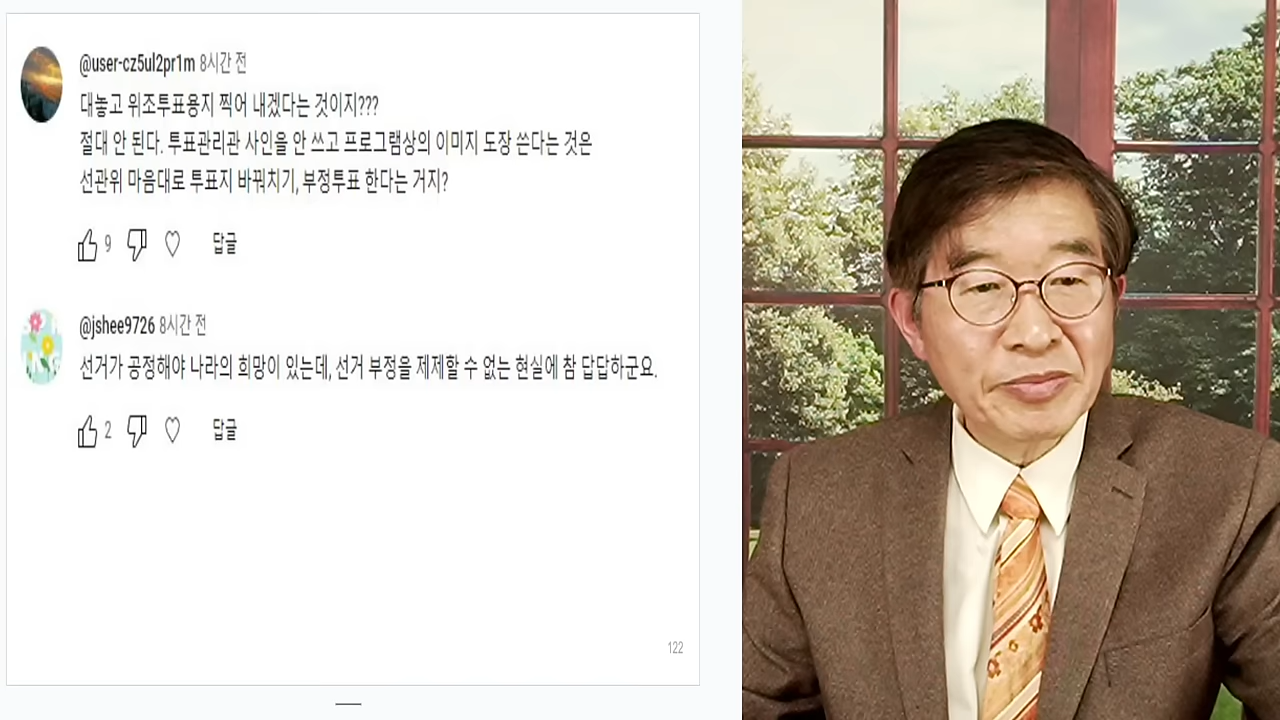 @user-cz5ul2pr1m 8시간 전
대놓고 위조투표용지 찍어 내겠다는 것이지???
절대 안 된다. 투표관리관 사인을 안 쓰고 프로그램상의 이미지 도장 쓴다는 것은
선관위 마음대로 투표지 바꿔치기, 부정투표 한다는 거지?
9 답글
@jshee9726 8시간 전
선거가 공정해야 나라의 희망이 있는데, 선거 부정을 제제할 수 없는 현실에 참 답답하군요.
2 답글
122